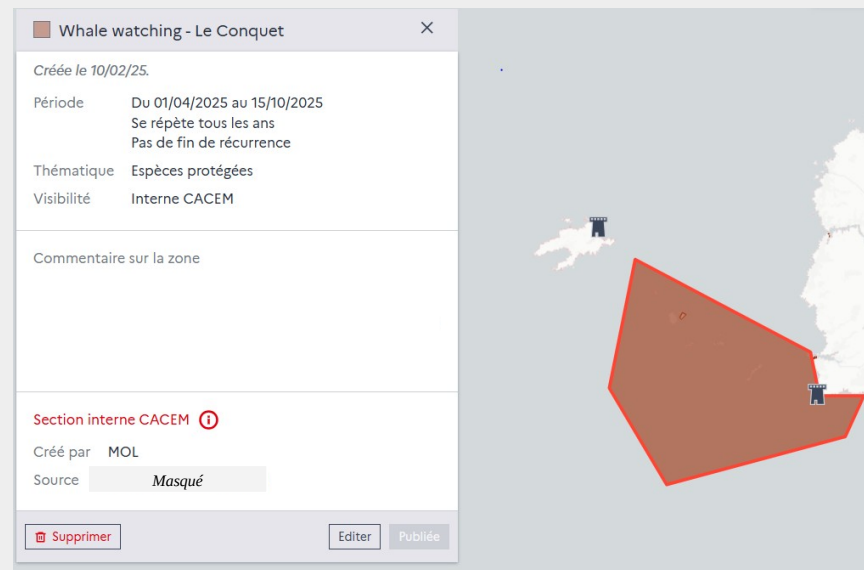 Whale watching - Le Conquet
Créée le 10/02/25.
Période Du 01/04/2025 au 15/10/2025
Se répète tous les ans
Pas de fin de récurrence
Thématique Espèces protégées
Visibilité Interne CACEM
Commentaire sur la zone
Section interne CACEM
Créé par MOL
Source Masqué
Supprimer Editer Publiée